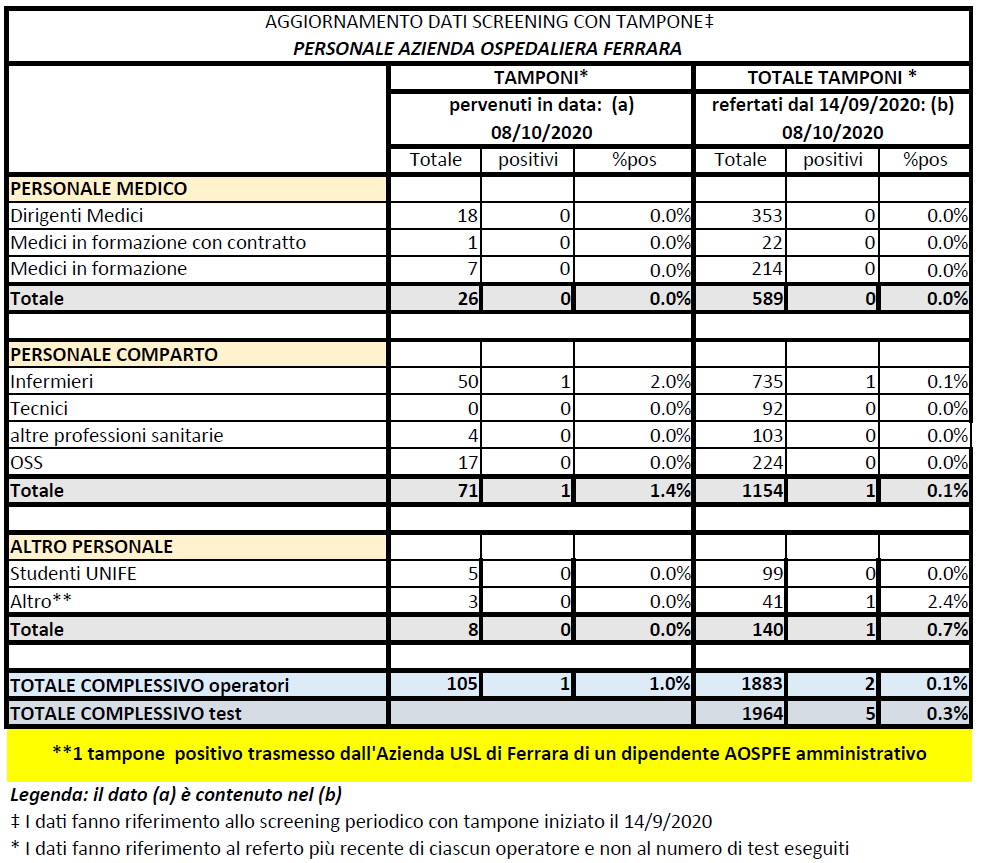 AGGIORNAMENTO DATI SCREENING CON TAMPONE‡
PERSONALE AZIENDA OSPEDALIERA FERRARA
TAMPONI* TOTALE TAMPONI *
pervenuti in data: (a) refertati dal 14/09/2020: (b)
08/10/2020 08/10/2020
Totale positivi %pos Totale positivi %pos
PERSONALE MEDICO
Dirigenti Medici 18 0 0.0% 353 0 0.0%
Medici in formazione con contratto 1 0 0.0% 22 0 0.0%
Medici in formazione 7 0 0.0% 214 0 0.0%
Totale 26 0 0.0% 589 0 0.0%
PERSONALE COMPARTO
Infermieri 50 1 2.0% 735 1 0.1%
Tecnici 0 0 0.0% 92 0 0.0%
altre professioni sanitarie 4 0 0.0% 103 0 0.0%
OSS 17 0 0.0% 224 0 0.0%
Totale 71 1 1.4% 1154 1 0.1%
ALTRO PERSONALE
Studenti UNIFE 5 0 0.0% 99 0 0.0%
Altro** 3 0 0.0% 41 1 2.4%
Totale 8 0 0.0% 140 1 0.7%
TOTALE COMPLESSIVO operatori 105 1 1.0% 1883 2 0.1%
TOTALE COMPLESSIVO test 1964 5 0.3%
**1 tampone positivo trasmesso dall'Azienda USL di Ferrara di un dipendente AOSPFE amministrativo
Legenda: il dato (a) è contenuto nel (b)
‡ I dati fanno riferimento allo screening periodico con tampone iniziato il 14/9/2020
* I dati fanno riferimento al referto più recente di ciascun operatore e non al numero di test eseguiti